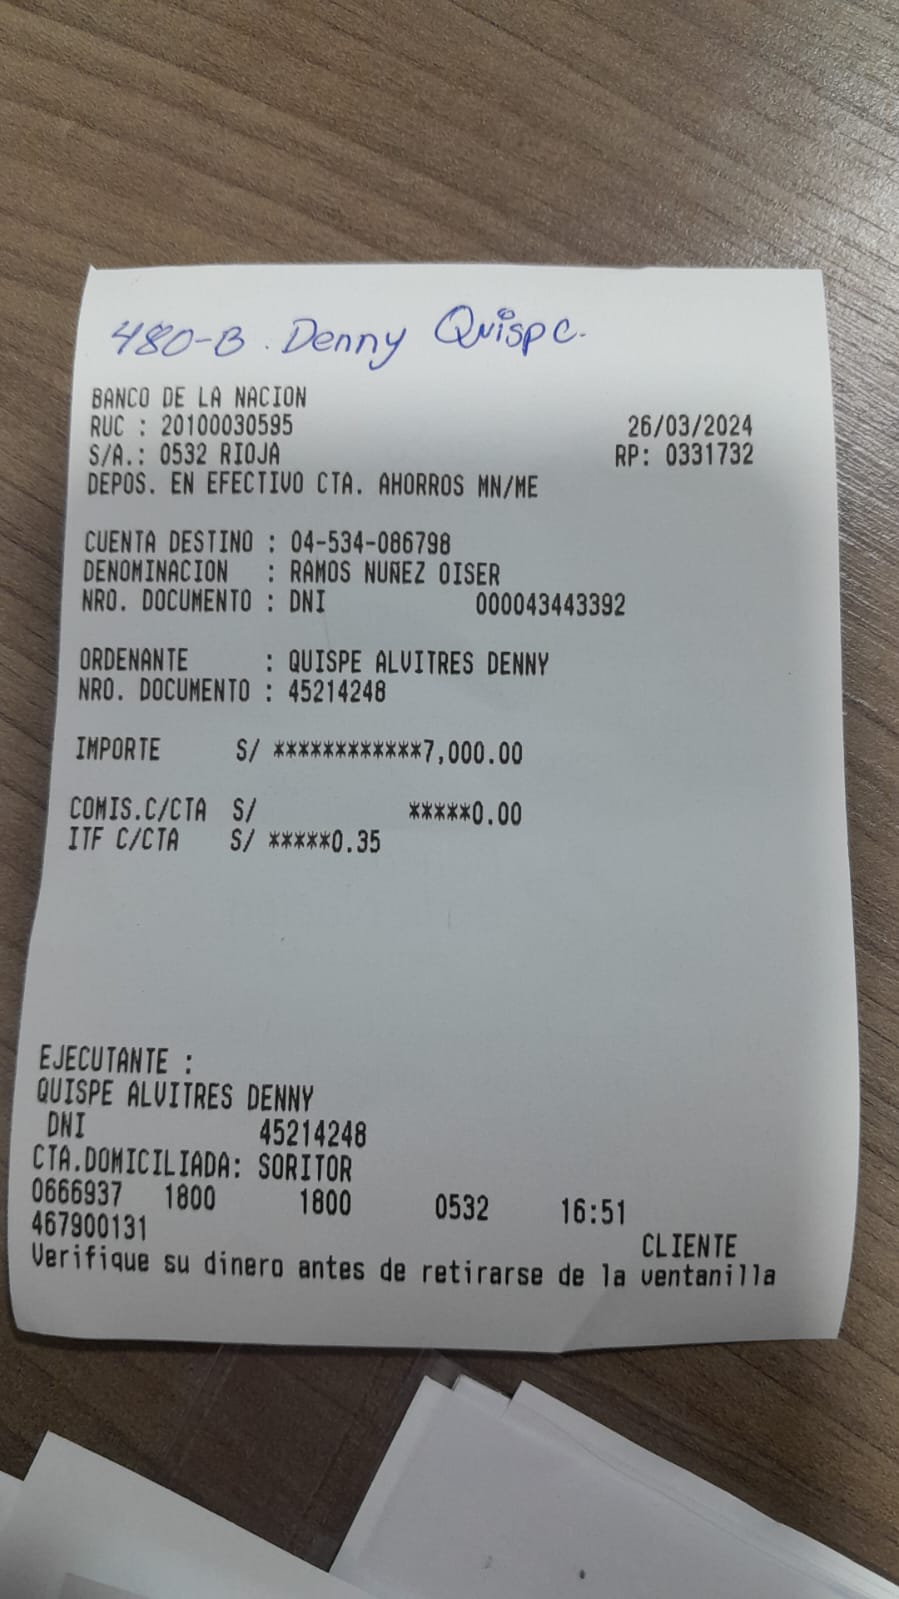 480-B. Denny Quispe.
BANCO DE LA NACION
RUC : 20100030595 26/03/2024
S/A.: 0532 RIOJA RP: 0331732
DEPOS. EN EFECTIVO CTA. AHORROS MN/ME
CUENTA DESTINO : 04-534-086798
DENOMINACION : RAMOS NUÑEZ OISER
NRO. DOCUMENTO : DNI 000043443392
ORDENANTE : QUISPE ALVITRES DENNY
NRO. DOCUMENTO : 45214248
IMPORTE S/ ************7,000.00
COMIS.C/CTA S/ *****0.00
ITF C/CTA S/ *****0.35
EJECUTANTE :
QUISPE ALVITRES DENNY
DNI 45214248
CTA.DOMICILIADA: SORITOR
0666937 1800 1800 0532 16:51
467900131
CLIENTE
Verifique su dinero antes de retirarse de la ventanilla